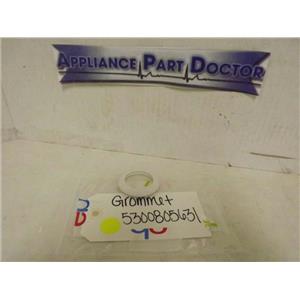 APPLIANCE PART DOCTOR
Grommet
5300805631